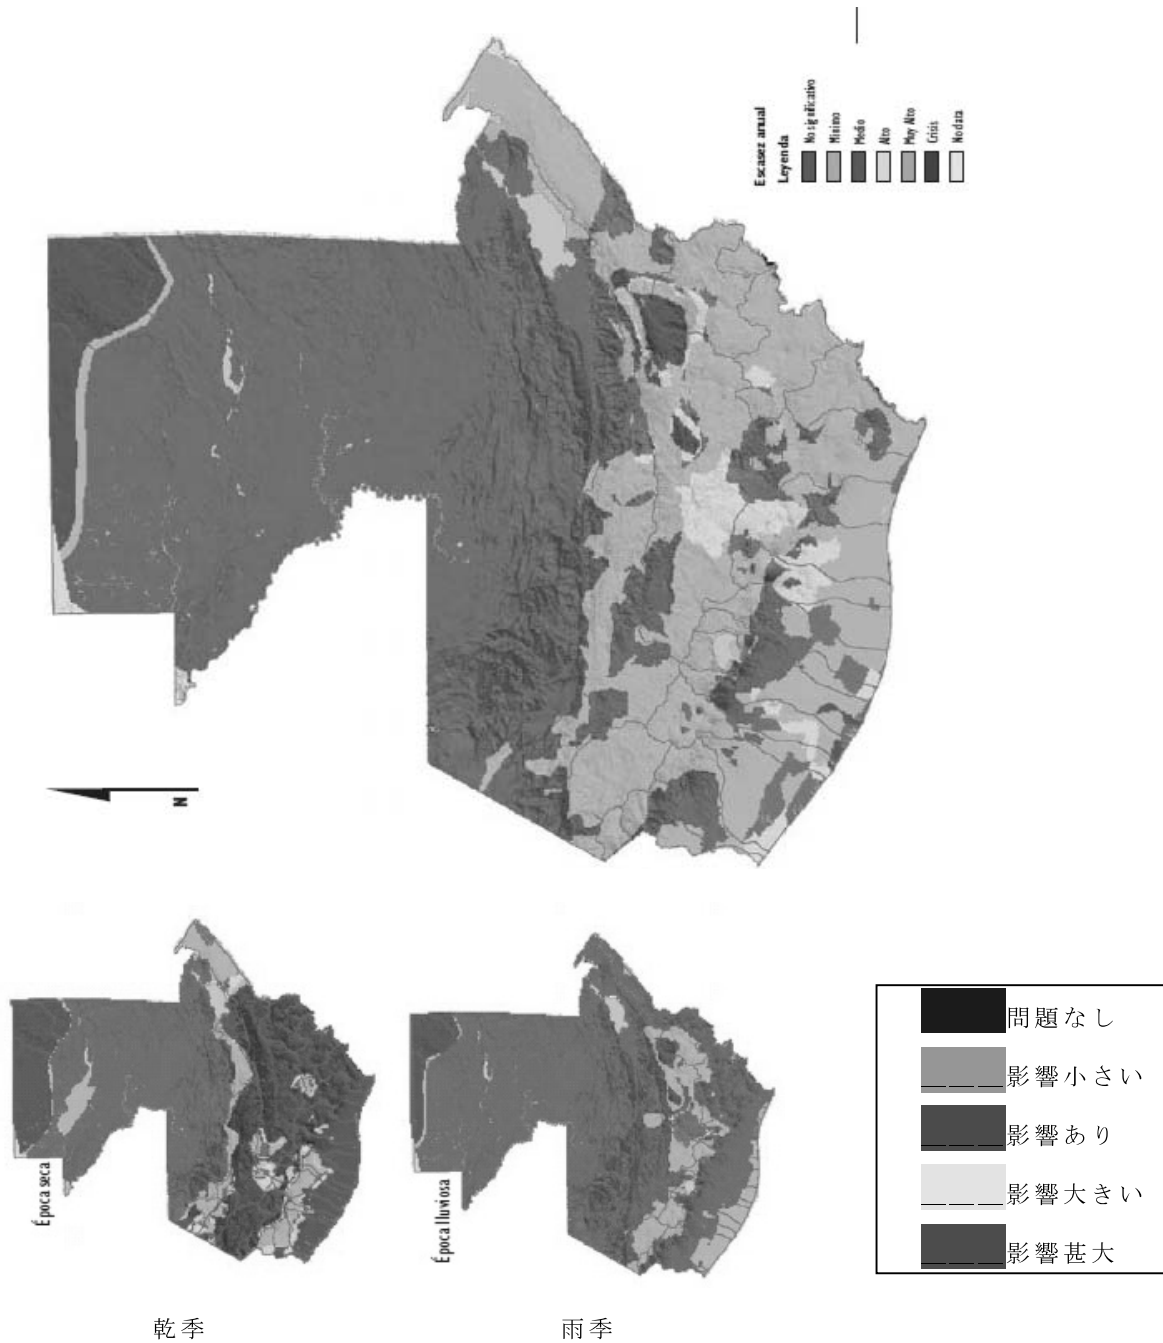 Escasez anual
Leyenda
No significativo
Mínimo
Medio
Alto
Muy Alto
Crisis
No data
N
Época seca
Época lluviosa
問題なし
影響小さい
影響あり
影響大きい
影響甚大
乾季
雨季